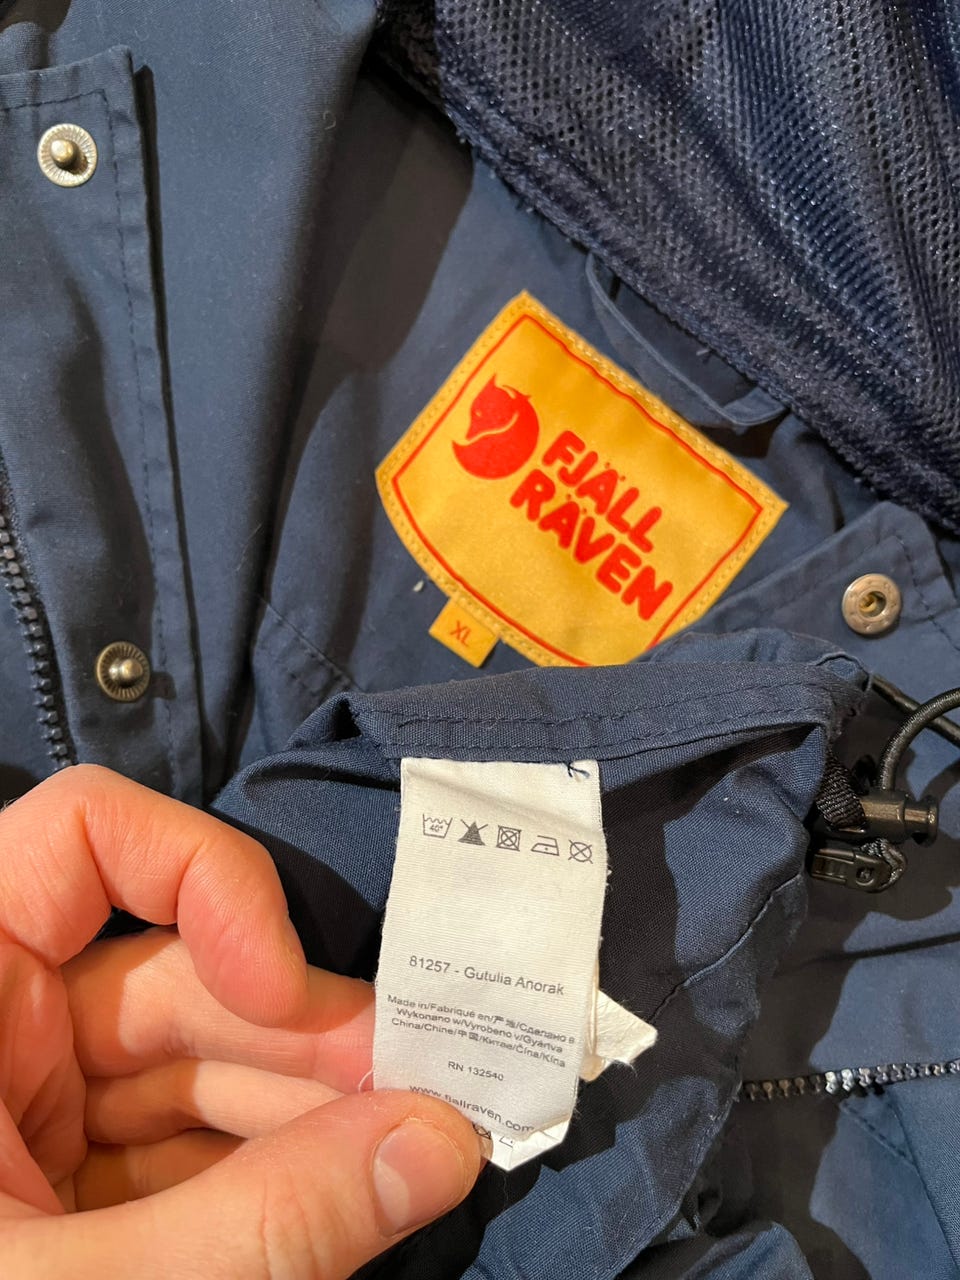 FJÄLL
RÄVEN
XL
40°
81257 - Gutulia Anorak
Made in/Fabriqué en/产地/Сделано в
Wykonano w/Vyrobeno v/Gyártva
China/Chine/中国/Китае/Čína/Kína
RN 132540
www.fjallraven.com